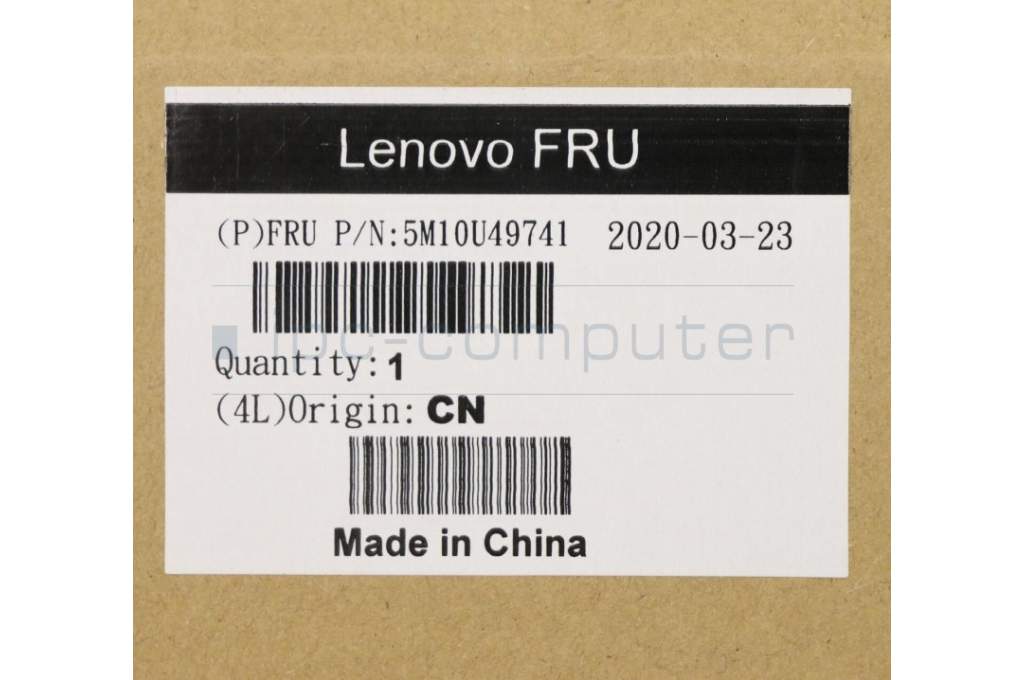 Lenovo FRU
(P)FRU P/N:5M10U49741 2020-03-23
ipc-computer
Quantity: 1
(4L)Origin: CN
Made in China